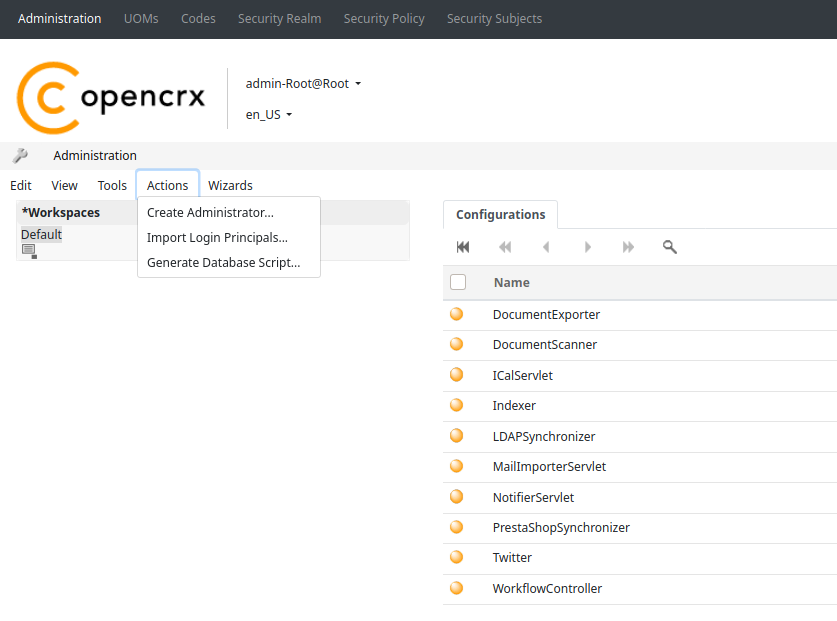 Administration UOMs Codes Security Realm Security Policy Security Subjects
opencrx
admin-Root@Root
en_US
Administration
Edit View Tools Actions Wizards
*Workspaces
Default
Create Administrator...
Import Login Principals...
Generate Database Script...
Configurations
Name
DocumentExporter
DocumentScanner
ICalServlet
Indexer
LDAPSynchronizer
MailImporterServlet
NotifierServlet
PrestaShopSynchronizer
Twitter
WorkflowController